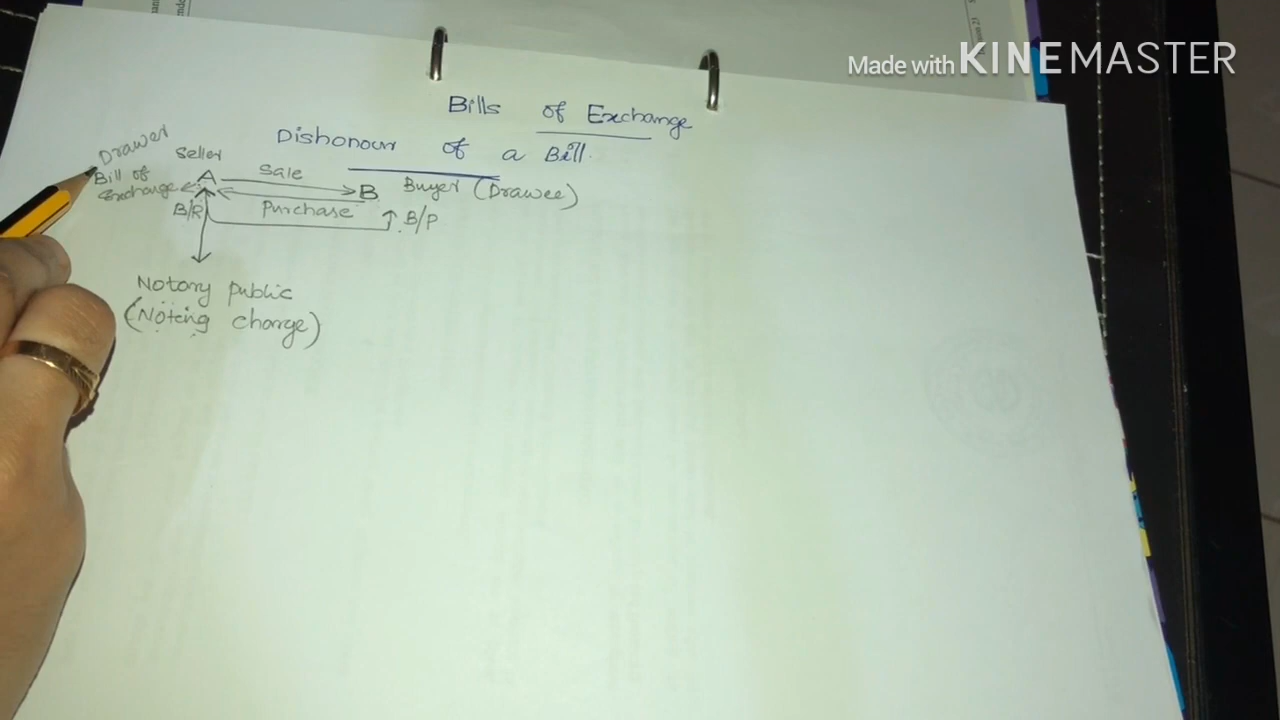 Made with KINEMASTER
Bills of Exchange
Dishonour of a Bill.
Drawer
Seller
Bill of
Exchange
A
Sale
B
Buyer (Drawee)
B/R
Purchase
B/P
Notary public
(Noting charge)